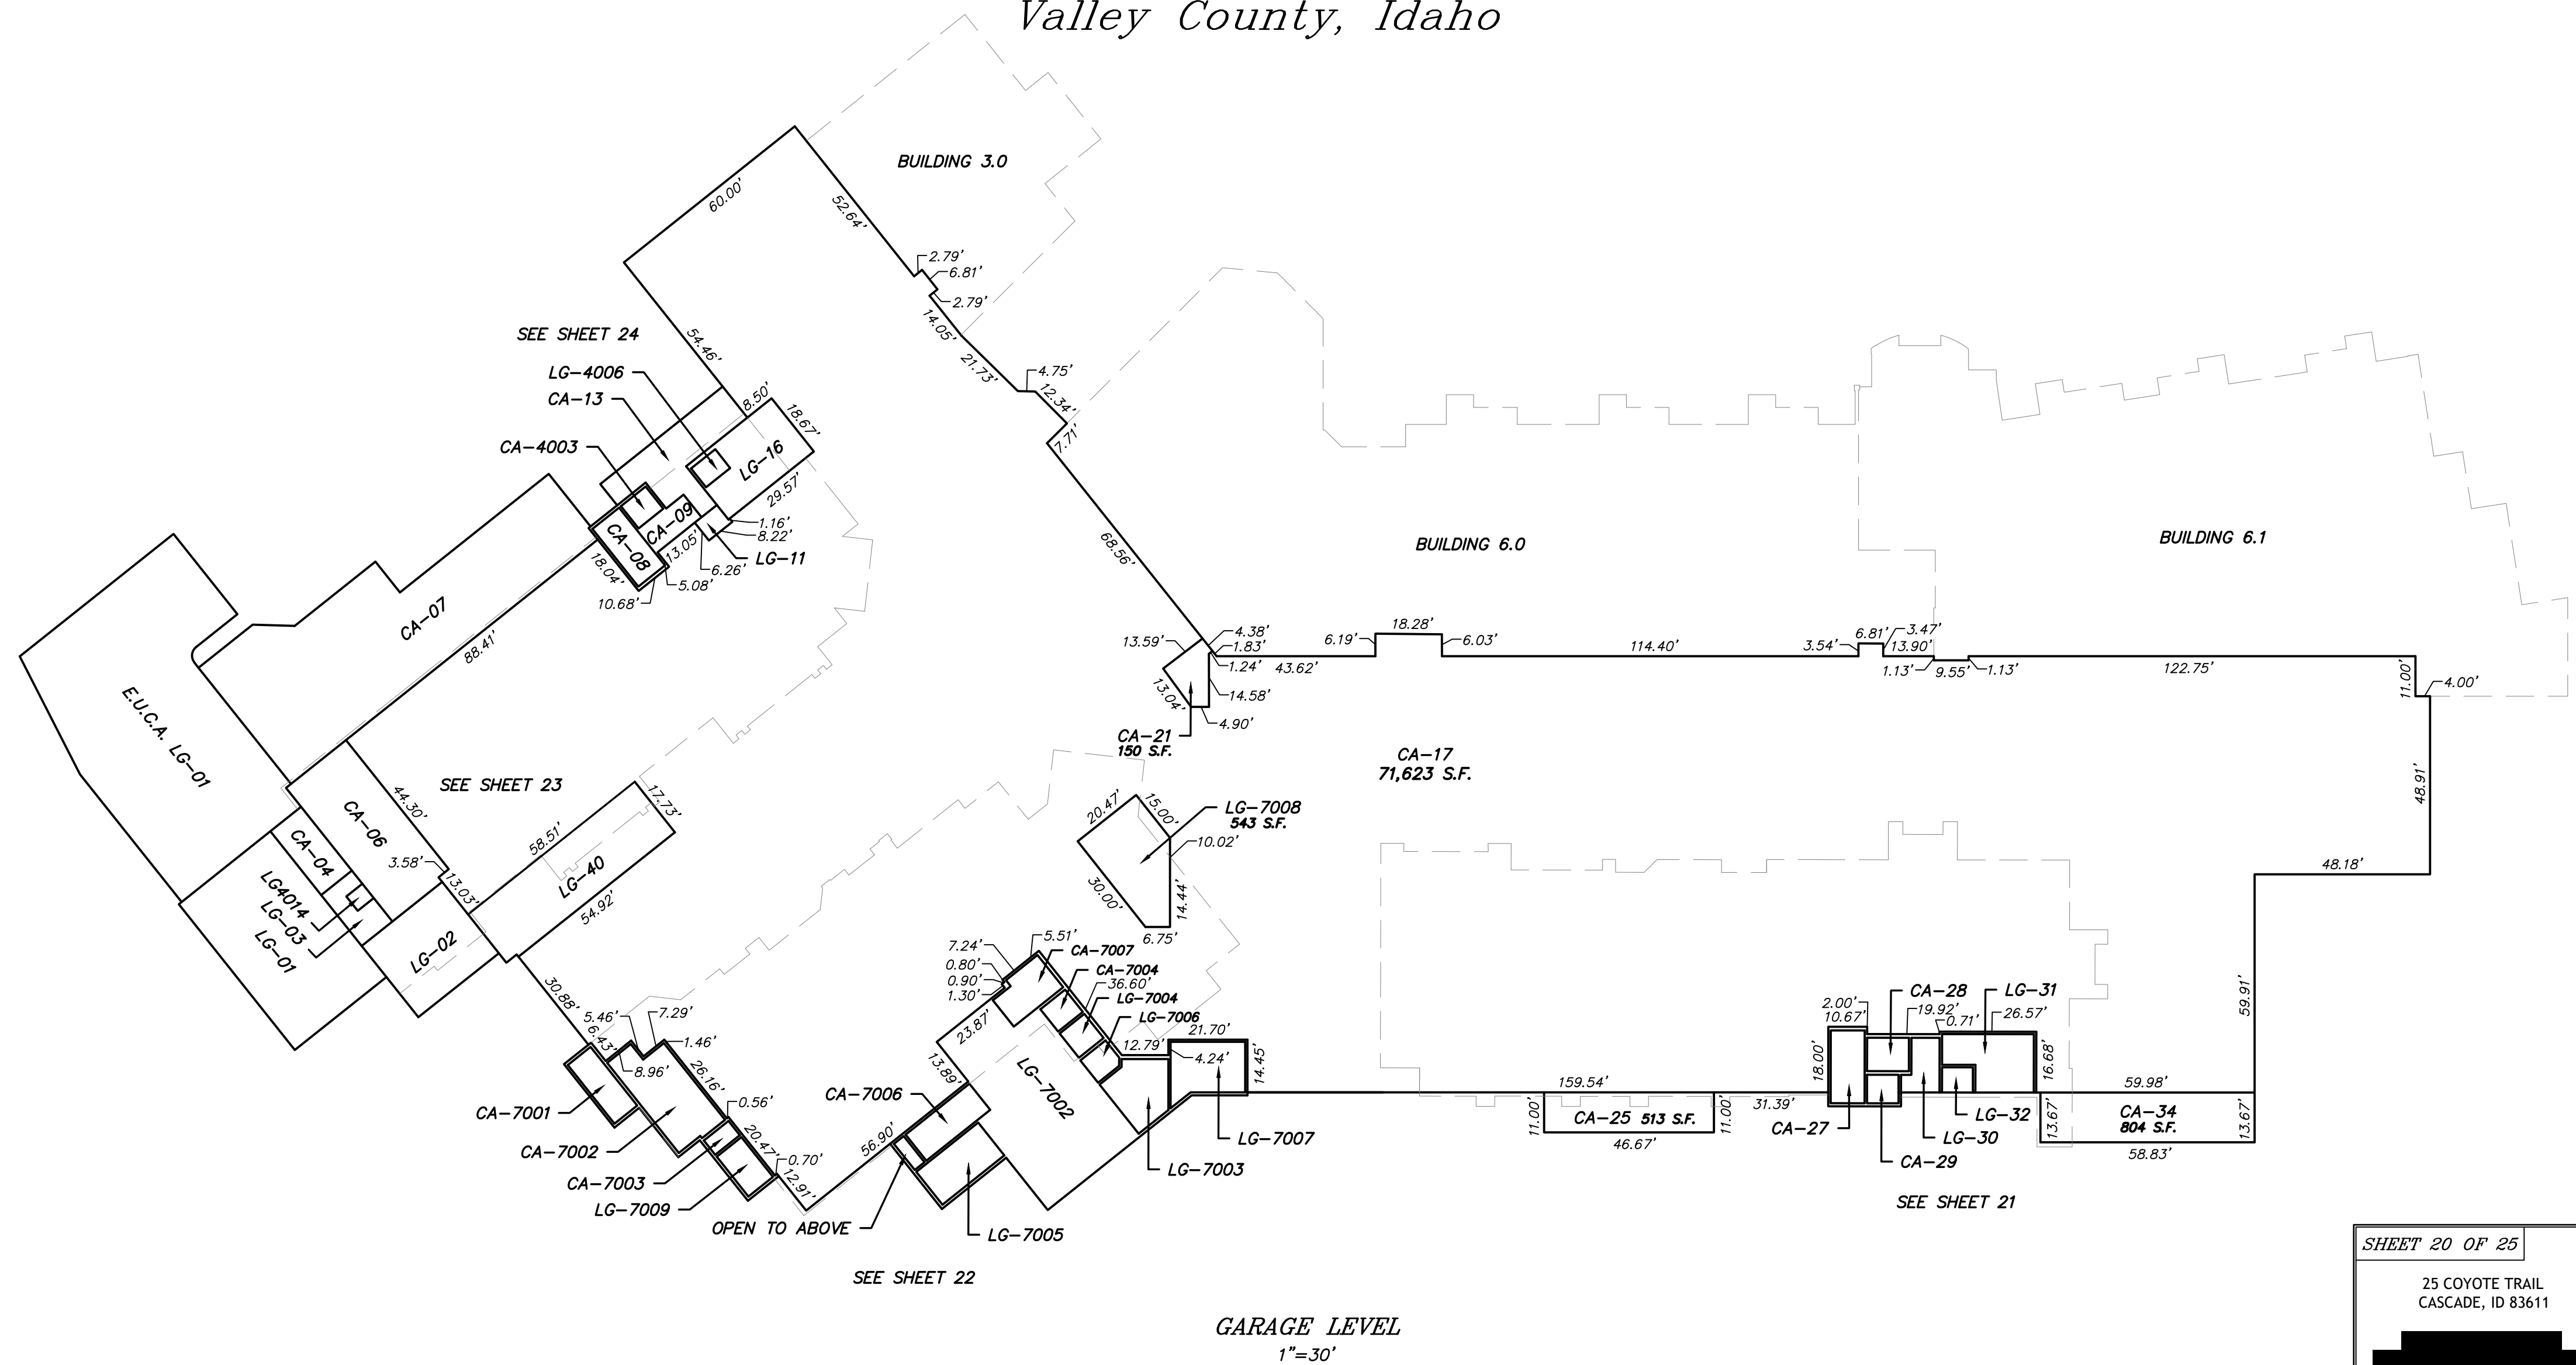 Valley County, Idaho
BUILDING 3.0
60.00'
52.64'
2.79'
6.81'
2.79'
14.05'
21.73'
4.75'
12.34'
7.71'
68.56'
SEE SHEET 24
54.46'
LG-4006
CA-13
8.50'
18.67'
CA-4003
LG-16
29.57'
CA-09
CA-08
13.05'
1.16'
8.22'
LG-11
6.26'
5.08'
18.04'
10.68'
CA-07
88.41'
E.U.C.A. LG-01
SEE SHEET 23
44.30'
CA-06
CA-04
3.58'
13.03'
58.51'
17.73'
LG-40
54.92'
LG4014
LG-03
LG-01
LG-02
BUILDING 6.0
BUILDING 6.1
13.59'
4.38'
1.83'
1.24'
43.62'
13.04'
14.58'
4.90'
CA-21
150 S.F.
6.19'
18.28'
6.03'
114.40'
3.54'
6.81'
3.47'
13.90'
1.13'
9.55'
1.13'
122.75'
11.00'
4.00'
CA-17
71,623 S.F.
48.91'
48.18'
59.91'
20.47'
15.00'
LG-7008
543 S.F.
10.02'
30.00'
14.44'
6.75'
7.24'
5.51'
CA-7007
0.80'
CA-7004
0.90'
36.60'
1.30'
LG-7004
LG-7006
23.87'
21.70'
12.79'
4.24'
14.45'
13.89'
LG-7002
30.88'
5.46'
7.29'
6.43'
1.46'
8.96'
26.16'
CA-7006
0.56'
CA-7001
20.47'
56.90'
CA-7002
0.70'
CA-7003
12.91'
LG-7009
OPEN TO ABOVE
LG-7005
LG-7003
LG-7007
SEE SHEET 22
159.54'
11.00'
CA-25 513 S.F.
11.00'
46.67'
31.39'
2.00'
10.67'
CA-28
19.92'
LG-31
0.71'
26.57'
18.00'
16.68'
59.98'
CA-27
CA-29
LG-30
LG-32
13.67'
CA-34
804 S.F.
13.67'
58.83'
SEE SHEET 21
GARAGE LEVEL
1"=30'
SHEET 20 OF 25
25 COYOTE TRAIL
CASCADE, ID 83611